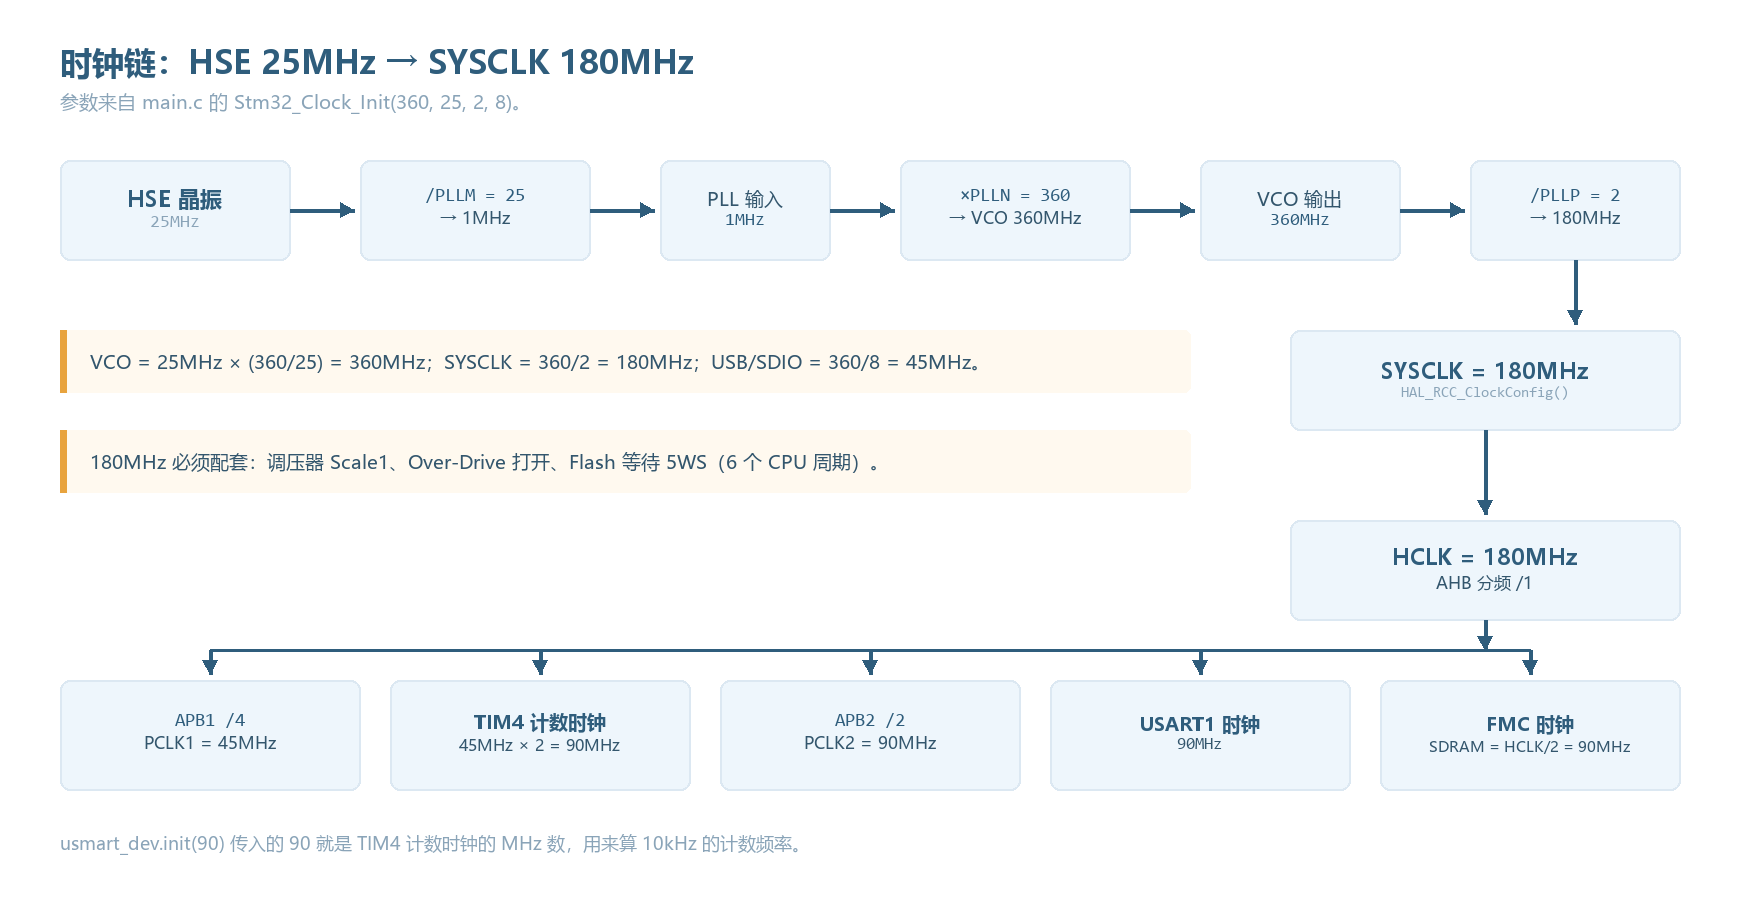 时钟链：HSE 25MHz → SYSCLK 180MHz
参数来自 main.c 的 Stm32_Clock_Init(360, 25, 2, 8)。
HSE 晶振
25MHz
/PLLM = 25
→ 1MHz
PLL 输入
1MHz
×PLLN = 360
→ VCO 360MHz
VCO 输出
360MHz
/PLLP = 2
→ 180MHz
VCO = 25MHz × (360/25) = 360MHz；SYSCLK = 360/2 = 180MHz；USB/SDIO = 360/8 = 45MHz。
SYSCLK = 180MHz
HAL_RCC_ClockConfig()
180MHz 必须配套：调压器 Scale1、Over-Drive 打开、Flash 等待 5WS（6 个 CPU 周期）。
HCLK = 180MHz
AHB 分频 /1
APB1 /4
PCLK1 = 45MHz
TIM4 计数时钟
45MHz × 2 = 90MHz
APB2 /2
PCLK2 = 90MHz
USART1 时钟
90MHz
FMC 时钟
SDRAM = HCLK/2 = 90MHz
usmart_dev.init(90) 传入的 90 就是 TIM4 计数时钟的 MHz 数，用来算 10kHz 的计数频率。